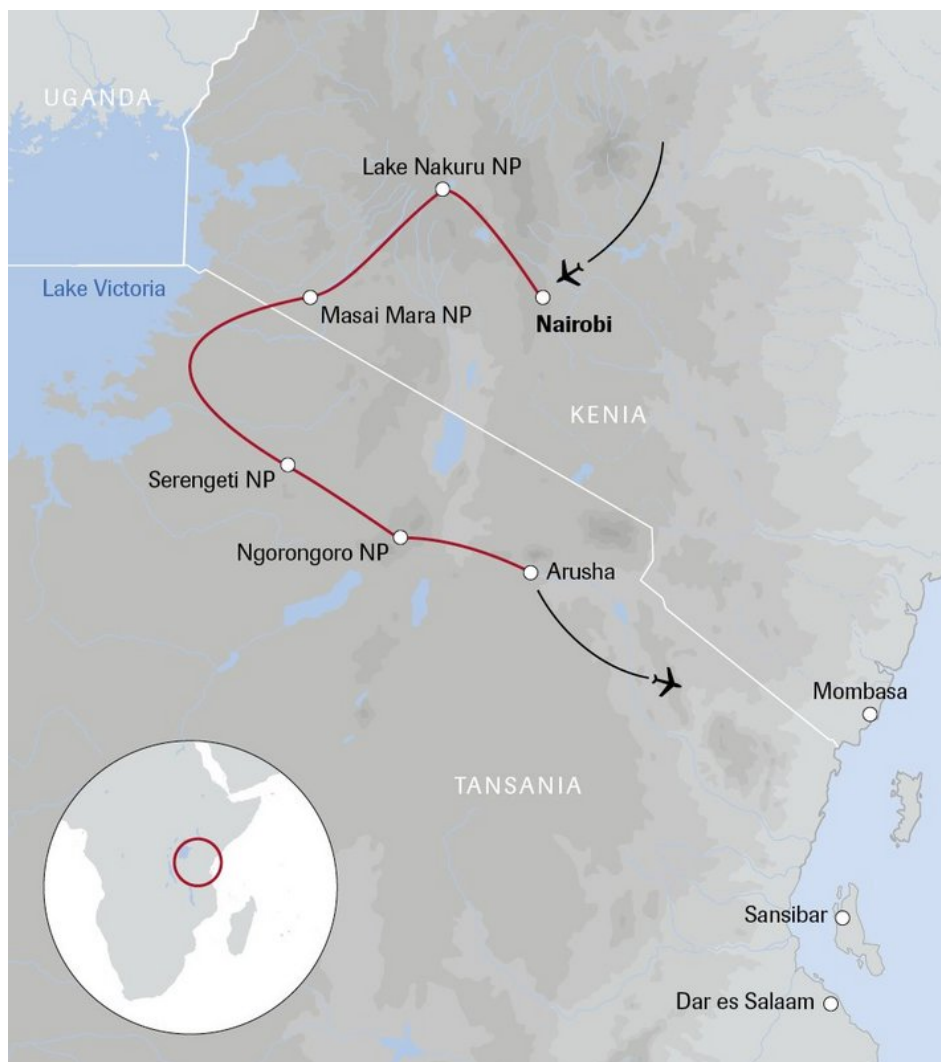 UGANDA
Lake Nakuru NP
Lake Victoria
Masai Mara NP
Nairobi
KENIA
Serengeti NP
Ngorongoro NP
Arusha
Mombasa
TANSANIA
Sansibar
Dar es Salaam